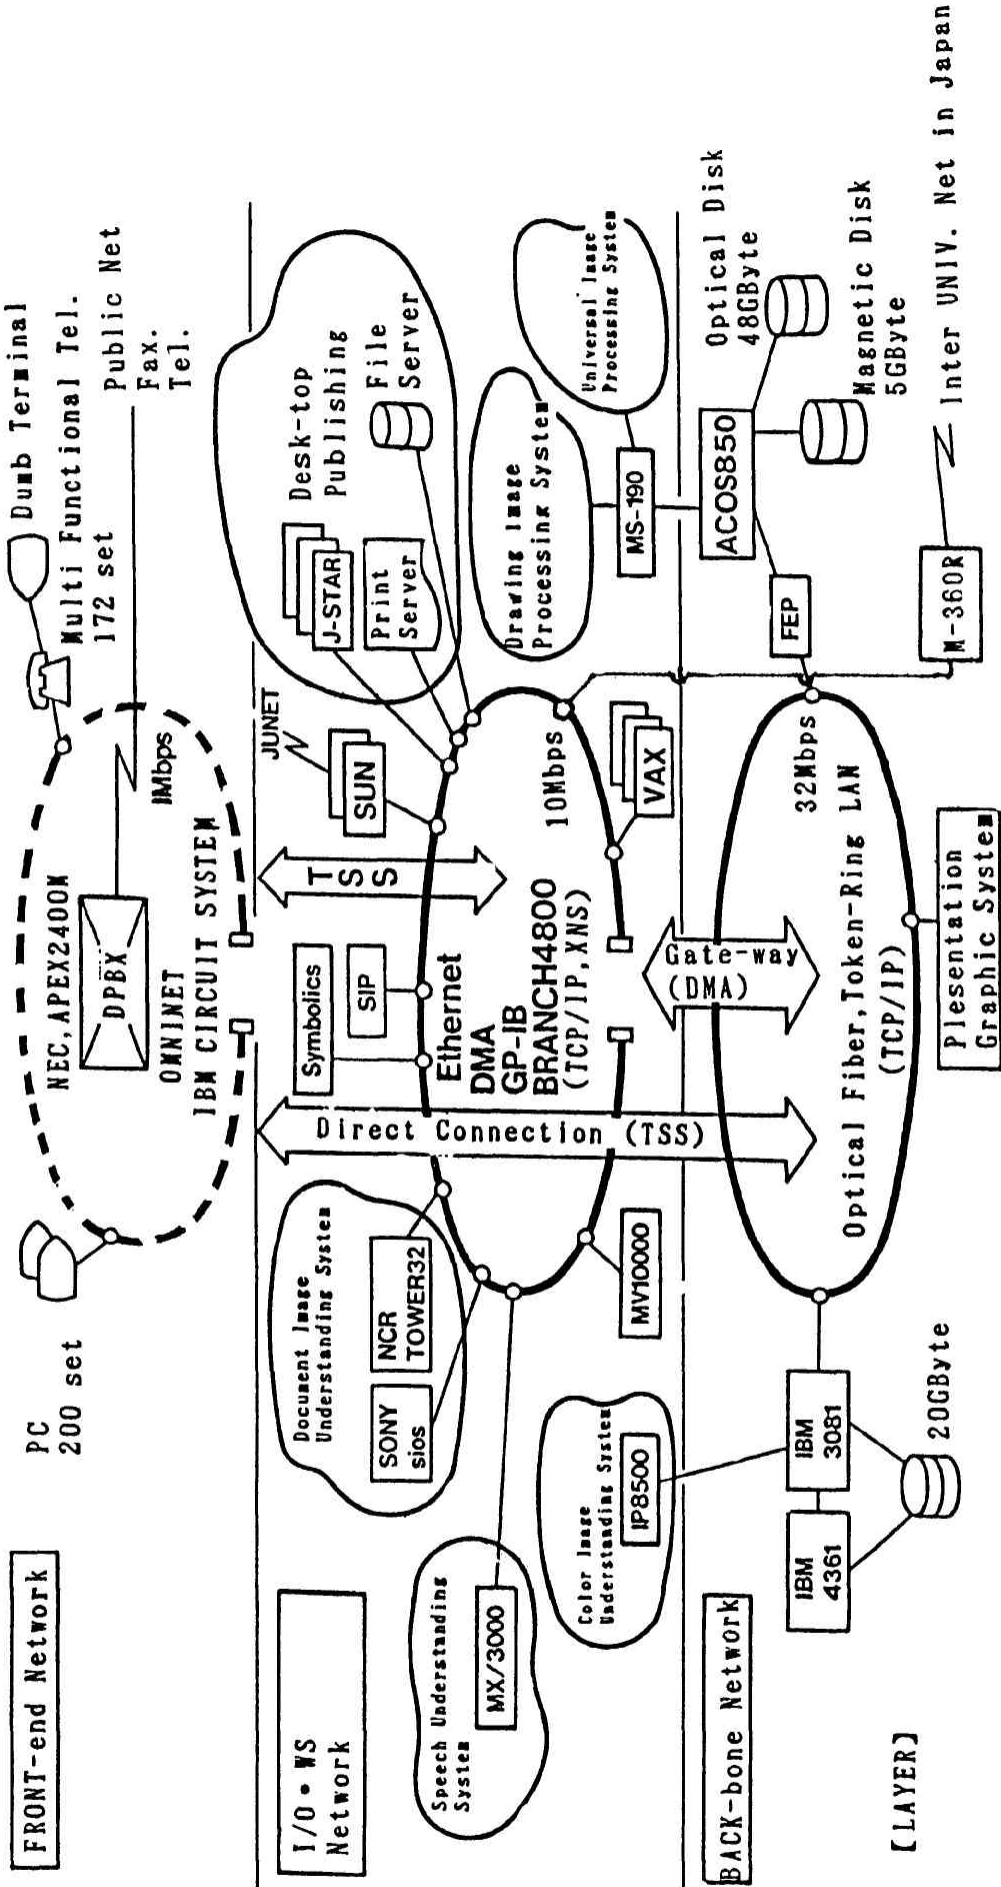 FRONT-end Network
PC
200 set
NEC,APEX2400M
DPBX
OMNINET
IBM CIRCUIT SYSTEM
1Mbps
Dumb Terminal
Multi Functional Tel.
172 set
Public Net
Fax.
Tel.
I/O・WS
Network
Speech Understanding
System
MX/3000
Document Image
Understanding System
NCR
TOWER32
SONY
sios
Color Image
Understanding System
IP8500
MV10000
Direct Connection (TSS)
Symbolics
SIP
Ethernet
DMA
GP-IB
BRANCH4800
(TCP/IP,XNS)
TSS
JUNET
SUN
10Mbps
VAX
J-STAR
Desk-top
Publishing
Print
Server
File
Server
Drawing Image
Processing System
Universal Image
Processing System
MS-190
Gate-way
(DMA)
BACK-bone Network
IBM
4361
IBM
3081
20GByte
Optical Fiber,Token-Ring LAN
(TCP/IP)
32Mbps
Plesentation
Graphic System
FEP
ACOS850
Optical Disk
48GByte
Magnetic Disk
5GByte
M-360R
Inter UNIV. Net in Japan
[LAYER]